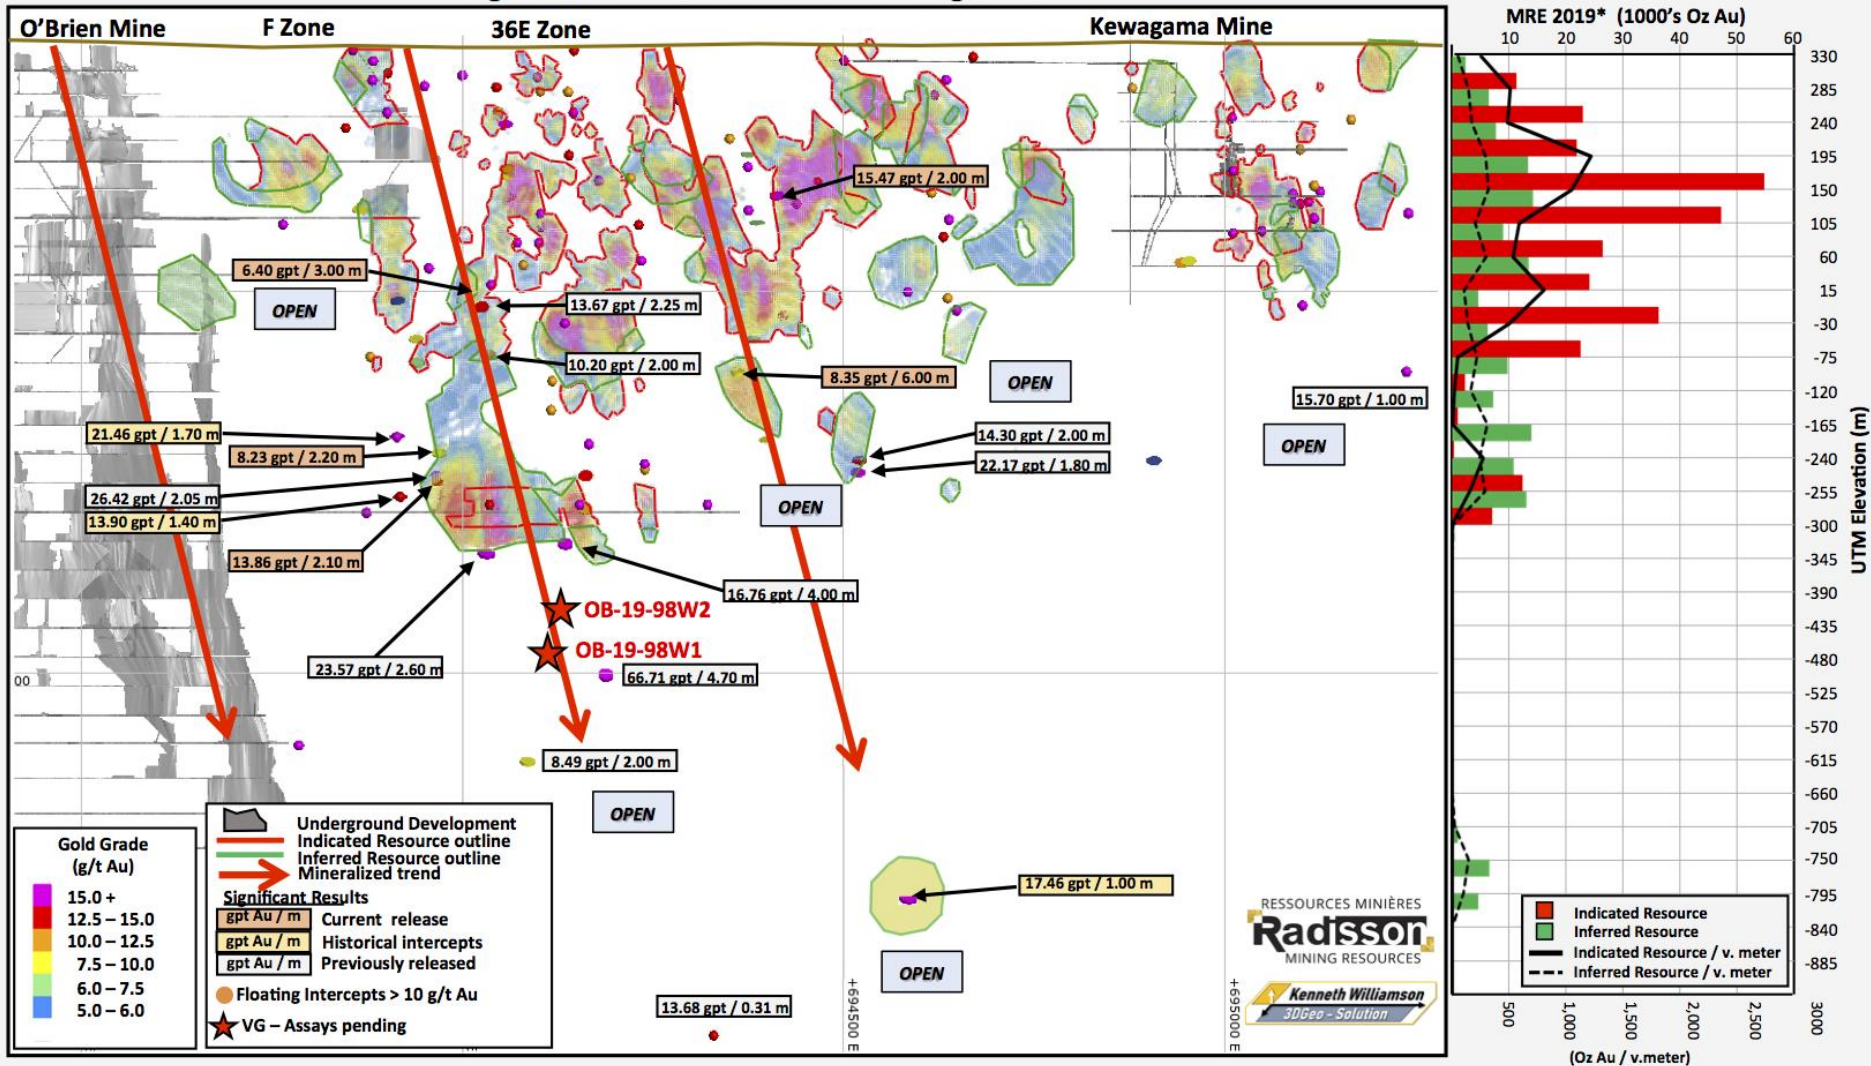 O'Brien Mine
F Zone
36E Zone
Kewagama Mine
15.47 gpt / 2.00 m
6.40 gpt / 3.00 m
OPEN
13.67 gpt / 2.25 m
10.20 gpt / 2.00 m
8.35 gpt / 6.00 m
OPEN
15.70 gpt / 1.00 m
21.46 gpt / 1.70 m
8.23 gpt / 2.20 m
14.30 gpt / 2.00 m
22.17 gpt / 1.80 m
OPEN
26.42 gpt / 2.05 m
13.90 gpt / 1.40 m
OPEN
13.86 gpt / 2.10 m
16.76 gpt / 4.00 m
OB-19-98W2
OB-19-98W1
23.57 gpt / 2.60 m
66.71 gpt / 4.70 m
00
8.49 gpt / 2.00 m
OPEN
17.46 gpt / 1.00 m
OPEN
13.68 gpt / 0.31 m
+694500 E
+695000 E
Gold Grade
(g/t Au)
15.0 +
12.5 – 15.0
10.0 – 12.5
7.5 – 10.0
6.0 – 7.5
5.0 – 6.0
Underground Development
Indicated Resource outline
Inferred Resource outline
Mineralized trend
Significant Results
gpt Au / m Current release
gpt Au / m Historical intercepts
gpt Au / m Previously released
Floating Intercepts > 10 g/t Au
VG – Assays pending
RESSOURCES MINIÈRES
Radisson
MINING RESOURCES
Kenneth Williamson
3DGeo - Solution
MRE 2019* (1000's Oz Au)
10 20 30 40 50 60
330
285
240
195
150
105
60
15
-30
-75
-120
-165
-240
-255
-300
-345
-390
-435
-480
-525
-570
-615
-660
-705
-750
-795
-840
-885
UTM Elevation (m)
Indicated Resource
Inferred Resource
Indicated Resource / v. meter
Inferred Resource / v. meter
500 1,000 1,500 2,000 2,500 3000
(Oz Au / v.meter)